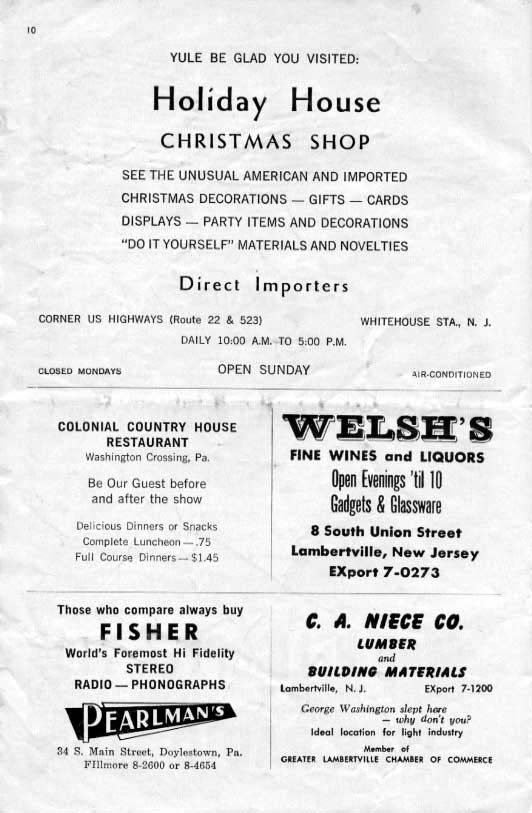 10
YULE BE GLAD YOU VISITED:
Holiday House
CHRISTMAS SHOP
SEE THE UNUSUAL AMERICAN AND IMPORTED
CHRISTMAS DECORATIONS — GIFTS — CARDS
DISPLAYS — PARTY ITEMS AND DECORATIONS
"DO IT YOURSELF" MATERIALS AND NOVELTIES
Direct Importers
CORNER US HIGHWAYS (Route 22 & 523) WHITEHOUSE STA., N. J.
DAILY 10:00 A.M. TO 5:00 P.M.
CLOSED MONDAYS OPEN SUNDAY AIR-CONDITIONED
COLONIAL COUNTRY HOUSE
RESTAURANT
Washington Crossing, Pa.
Be Our Guest before
and after the show
Delicious Dinners or Snacks
Complete Luncheon — .75
Full Course Dinners — $1.45
WELSH'S
FINE WINES and LIQUORS
Open Evenings 'til 10
Gadgets & Glassware
8 South Union Street
Lambertville, New Jersey
EXport 7-0273
Those who compare always buy
FISHER
World's Foremost Hi Fidelity
STEREO
RADIO — PHONOGRAPHS
PEARLMAN'S
34 S. Main Street, Doylestown, Pa.
FIllmore 8-2600 or 8-4654
C. A. NIECE CO.
LUMBER
and
BUILDING MATERIALS
Lambertville, N. J. EXport 7-1200
George Washington slept here
— why don't you?
Ideal location for light industry
Member of
GREATER LAMBERTVILLE CHAMBER OF COMMERCE